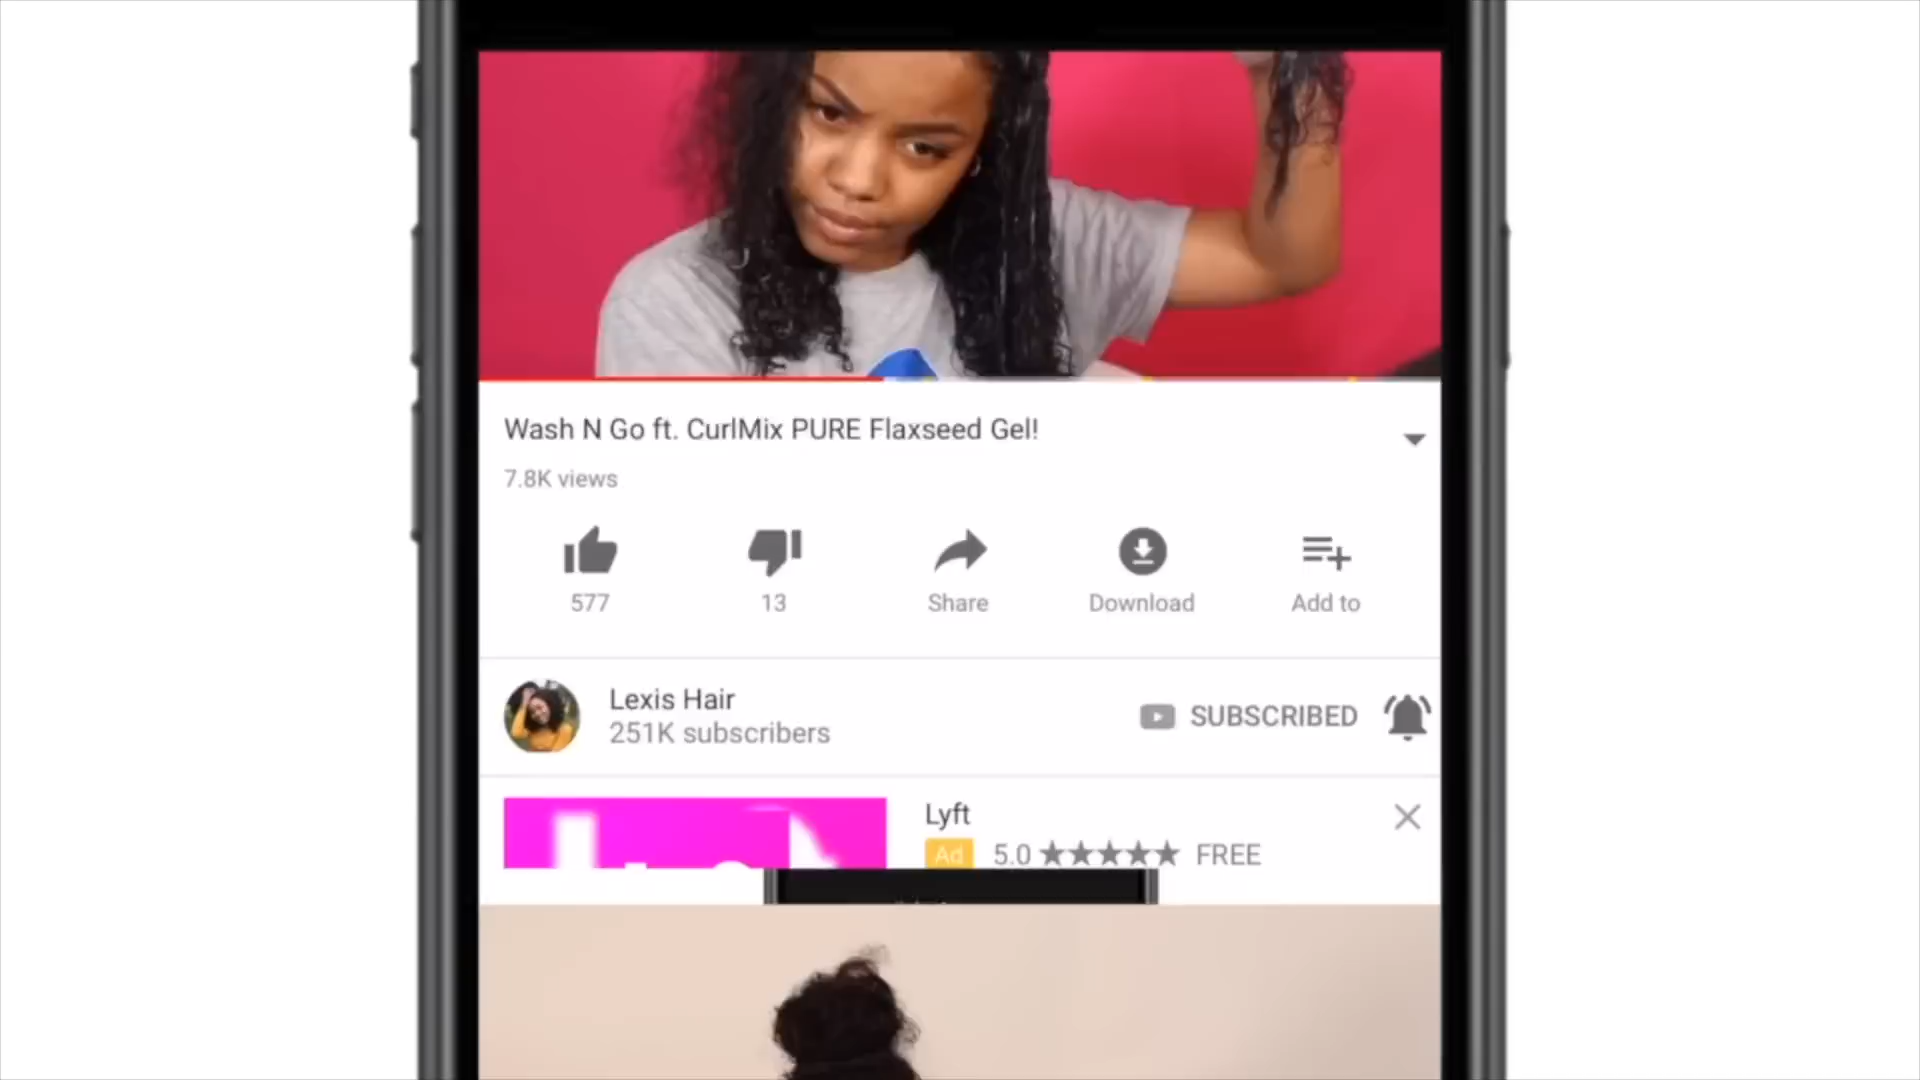 Wash N Go ft. CurlMix PURE Flaxseed Gel!
7.8K views
577
13
Share
Download
Add to
Lexis Hair
251K subscribers
SUBSCRIBED
Lyft
Ad 5.0 ★★★★★ FREE